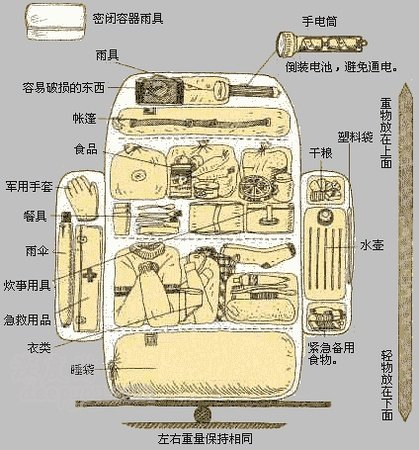 密闭容器雨具
手电筒
雨具
倒装电池，避免通电。
容易破损的东西
帐篷
食品
干粮
塑料袋
重物放在上面
军用手套
餐具
雨伞
水壶
炊事用具
急救用品
衣类
紧急备用
食物。
睡袋
轻物放在下面
左右重量保持相同